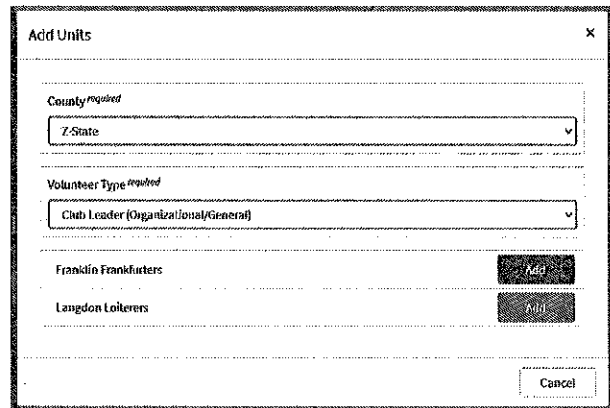 Add Units ×
County required
Z-State
Volunteer Type required
Club Leader (Organizational/General)
Franklin Frankfurters Add
Langdon Loiterers Add
Cancel